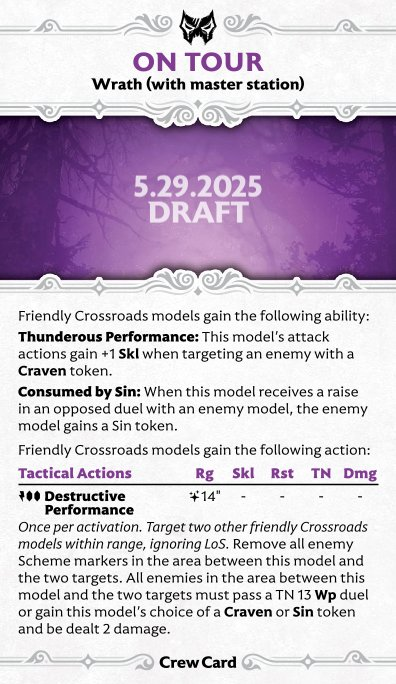 ON TOUR
Wrath (with master station)
5.29.2025
DRAFT
Friendly Crossroads models gain the following ability:
Thunderous Performance: This model's attack
actions gain +1 Skl when targeting an enemy with a
Craven token.
Consumed by Sin: When this model receives a raise
in an opposed duel with an enemy model, the enemy
model gains a Sin token.
Friendly Crossroads models gain the following action:
Tactical Actions Rg Skl Rst TN Dmg
Destructive 14" - - - -
Performance
Once per activation. Target two other friendly Crossroads
models within range, ignoring LoS. Remove all enemy
Scheme markers in the area between this model and
the two targets. All enemies in the area between this
model and the two targets must pass a TN 13 Wp duel
or gain this model's choice of a Craven or Sin token
and be dealt 2 damage.
Crew Card